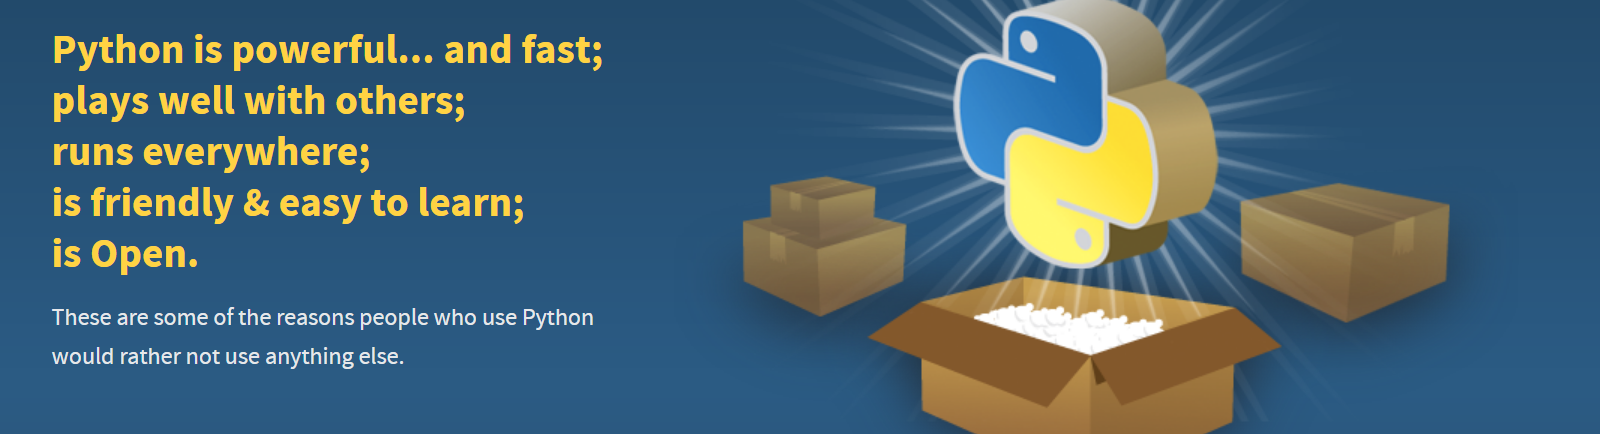 Python is powerful... and fast;
plays well with others;
runs everywhere;
is friendly & easy to learn;
is Open.
These are some of the reasons people who use Python
would rather not use anything else.